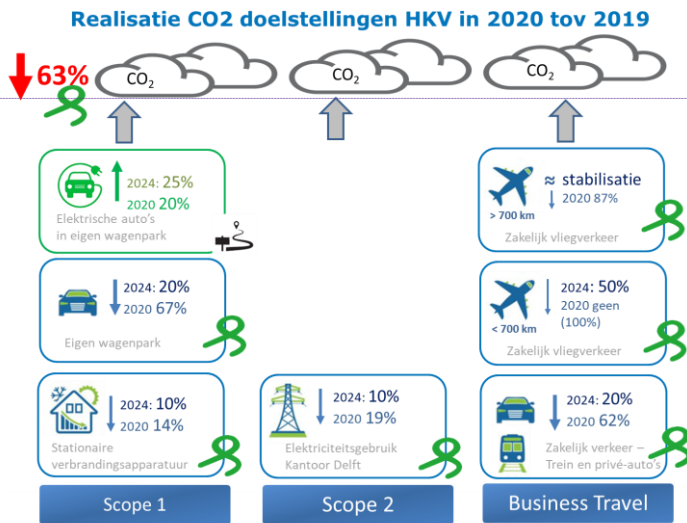 Realisatie CO2 doelstellingen HKV in 2020 tov 2019
63%
CO2
CO2
CO2
2024: 25%
2020 20%
Elektrische auto's
in eigen wagenpark
≈ stabilisatie
2020 87%
> 700 km
Zakelijk vliegverkeer
2024: 20%
2020 67%
Eigen wagenpark
2024: 50%
2020 geen
(100%)
< 700 km
Zakelijk vliegverkeer
2024: 10%
2020 14%
Stationaire
verbrandingsapparatuur
2024: 10%
2020 19%
Elektriciteitsgebruik
Kantoor Delft
2024: 20%
2020 62%
Zakelijk verkeer –
Trein en privé-auto's
Scope 1
Scope 2
Business Travel